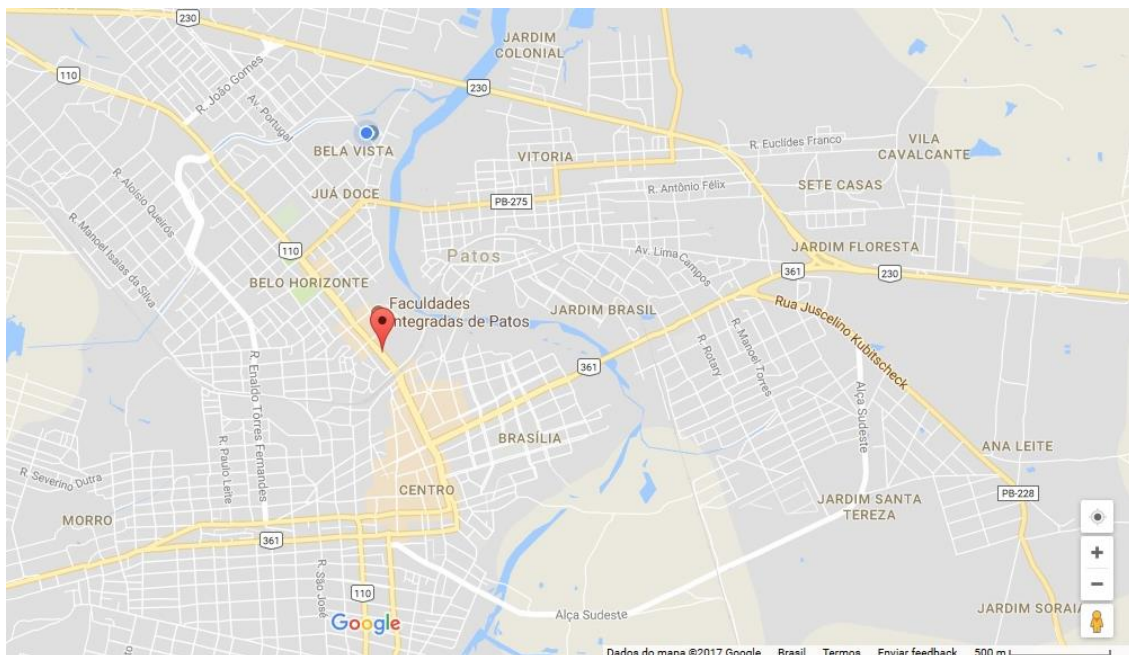 230
JARDIM
COLONIAL
110
R. João Gomes
230
Av. Portugal
BELA VISTA
VITORIA
R. Euclídes Franco
VILA
CAVALCANTE
R. Aloísio Queirós
JUÁ DOCE
PB-275
R. Antônio Félix
SETE CASAS
R. Manoel Isaias da Silva
110
Patos
Av. Lima Campos
JARDIM FLORESTA
361
230
BELO HORIZONTE
Faculdades
Integradas de Patos
JARDIM BRASIL
Rua Juscelino Kubitscheck
R. Rotary
R. Manoel Torres
361
Alça Sudeste
R. Enaldo Tôrres Fernandes
R. Paulo Leite
BRASÍLIA
ANA LEITE
R. Severino Dutra
CENTRO
PB-228
MORRO
JARDIM SANTA
TEREZA
361
R. São José
110
Alça Sudeste
JARDIM SORAIA
Google
Dados do mapa ©2017 Google Brasil Termos Enviar feedback 500 m